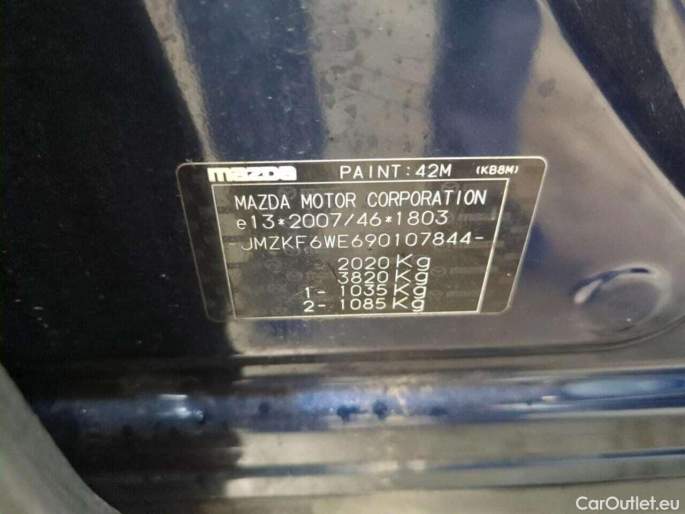 mazda PAINT: 42M (KB8M)
MAZDA MOTOR CORPORATION
e13*2007/46*1803
-JMZKF6WE690107844-
2020 Kg
3820 Kg
1- 1035 Kg
2- 1085 Kg
CarOutlet.eu